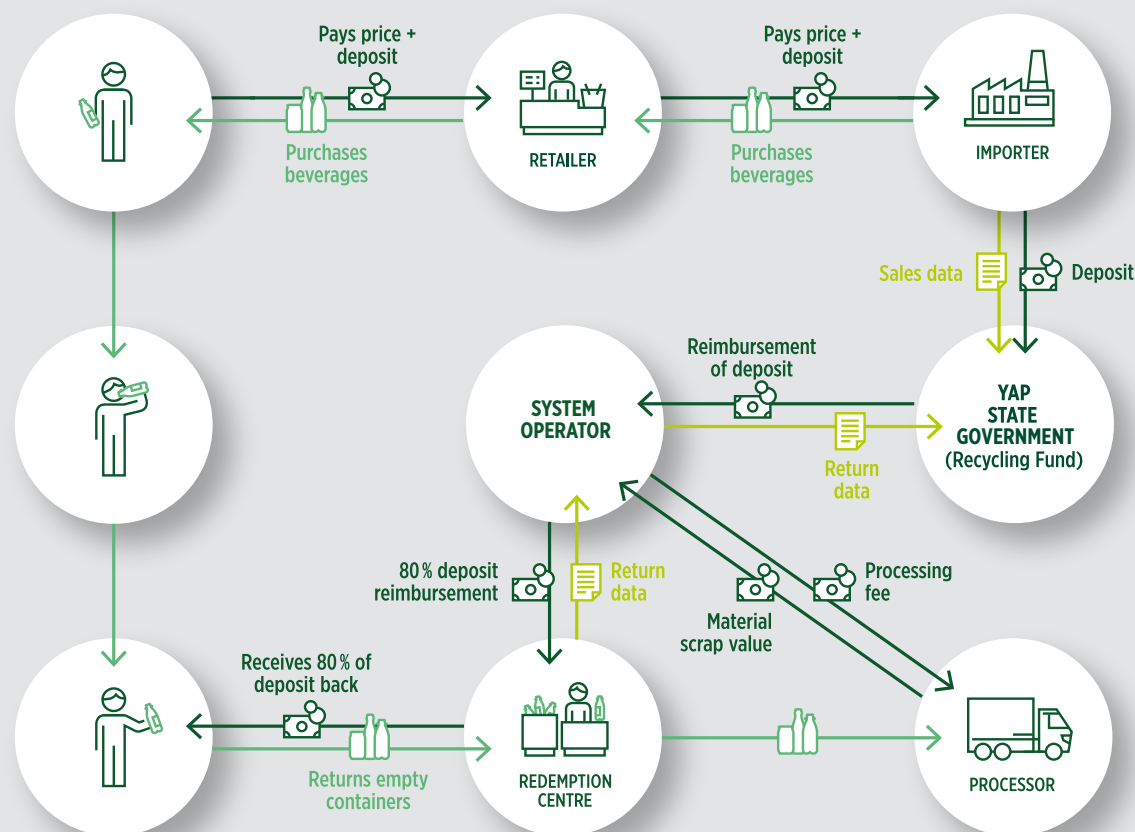 Pays price +
deposit
Purchases
beverages
RETAILER
Pays price +
deposit
Purchases
beverages
IMPORTER
Sales data
Deposit
Reimbursement
of deposit
SYSTEM
OPERATOR
Return
data
YAP
STATE
GOVERNMENT
(Recycling Fund)
80% deposit
reimbursement
Return
data
Processing
fee
Material
scrap value
Receives 80% of
deposit back
Returns empty
containers
REDEMPTION
CENTRE
PROCESSOR